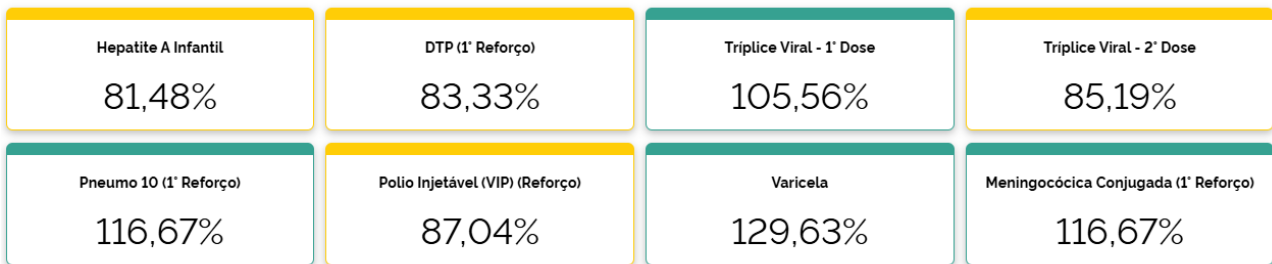 Hepatite A Infantil
81,48%
DTP (1° Reforço)
83,33%
Tríplice Viral - 1° Dose
105,56%
Tríplice Viral - 2° Dose
85,19%
Pneumo 10 (1° Reforço)
116,67%
Polio Injetável (VIP) (Reforço)
87,04%
Varicela
129,63%
Meningocócica Conjugada (1° Reforço)
116,67%